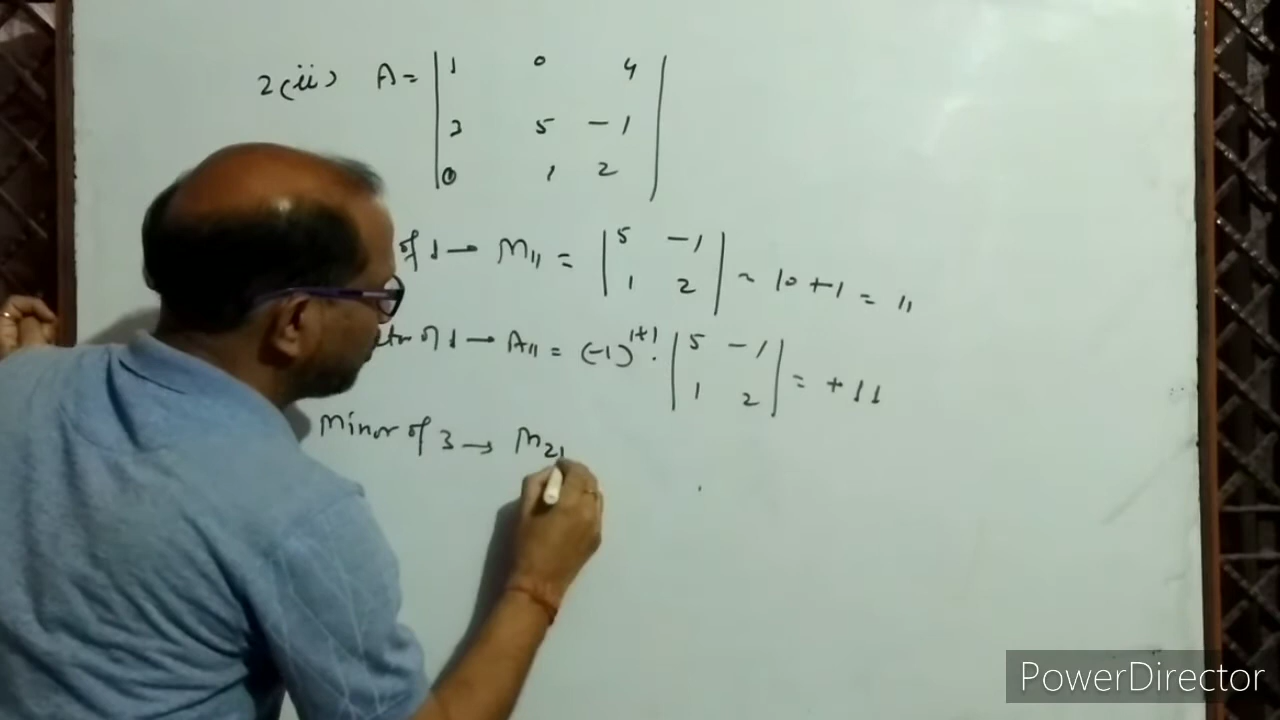 2(ii) A = | 1 0 4 |
| 3 5 -1 |
| 0 1 2 |
of 1 → M₁₁ = | 5 -1 | = 10 + 1 = 11
| 1 2 |
of 1 → A₁₁ = (-1)¹⁺¹ . | 5 -1 | = + 11
| 1 2 |
Minor of 3 → M₂₁
PowerDirector